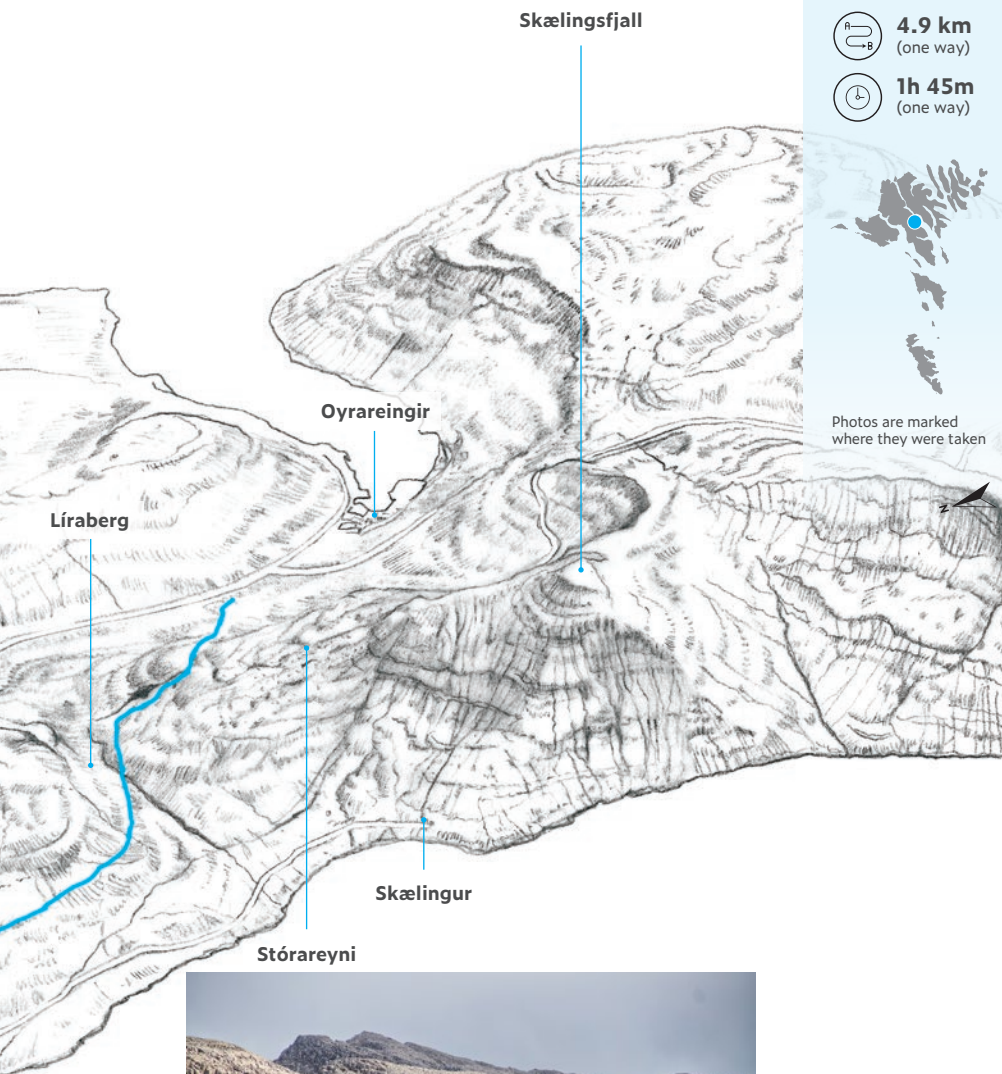 Skælingsfjall
A
B
4.9 km
(one way)
1h 45m
(one way)
Photos are marked
where they were taken
Oyrareingir
N
Líraberg
Skælingur
Stórareyni